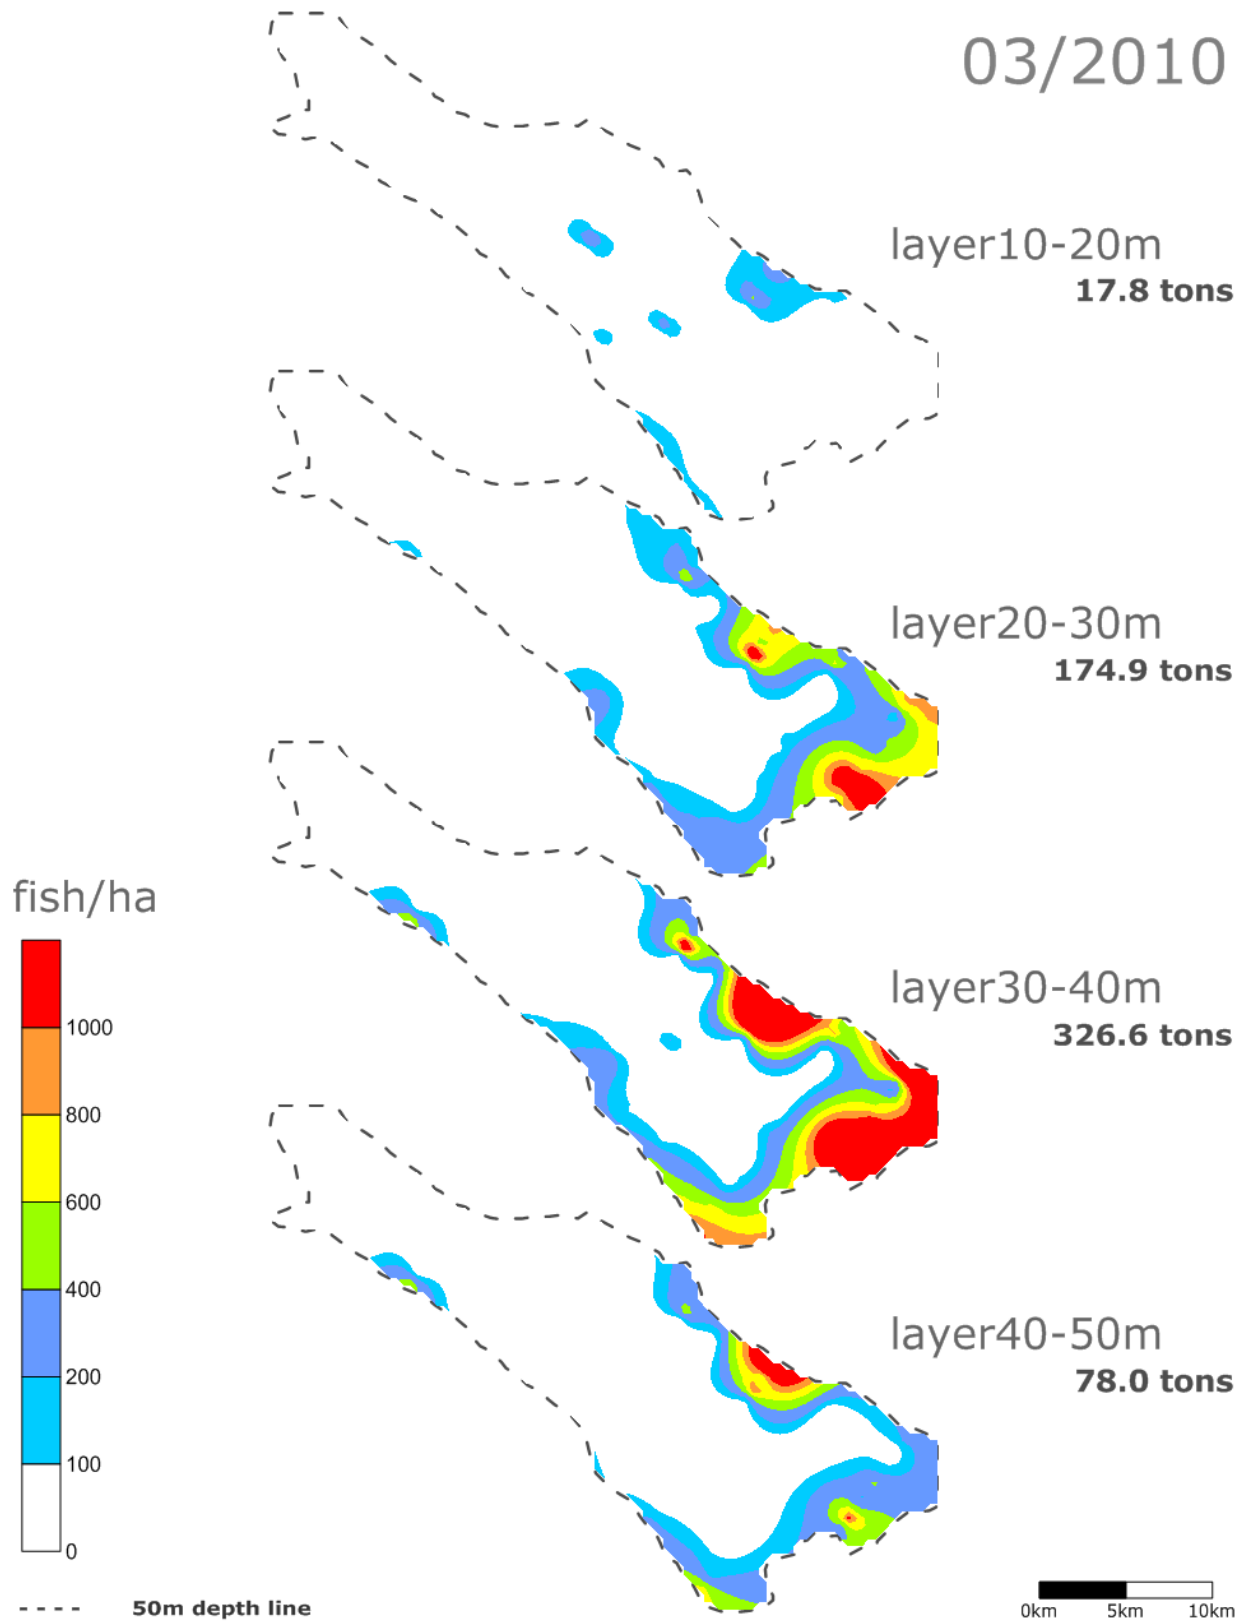 03/2010
layer10-20m
17.8 tons
layer20-30m
174.9 tons
fish/ha
layer30-40m
1000
326.6 tons
800
600
400
layer40-50m
200
78.0 tons
100
0
50m depth line
0km 5km 10km